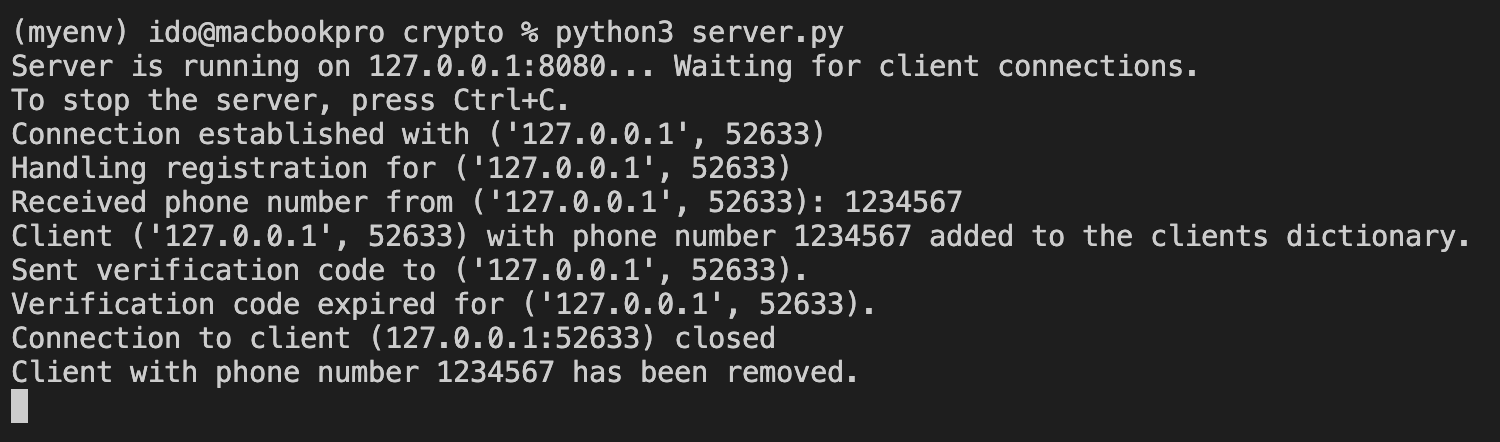 (myenv) ido@macbookpro crypto % python3 server.py
Server is running on 127.0.0.1:8080... Waiting for client connections.
To stop the server, press Ctrl+C.
Connection established with ('127.0.0.1', 52633)
Handling registration for ('127.0.0.1', 52633)
Received phone number from ('127.0.0.1', 52633): 1234567
Client ('127.0.0.1', 52633) with phone number 1234567 added to the clients dictionary.
Sent verification code to ('127.0.0.1', 52633).
Verification code expired for ('127.0.0.1', 52633).
Connection to client (127.0.0.1:52633) closed
Client with phone number 1234567 has been removed.